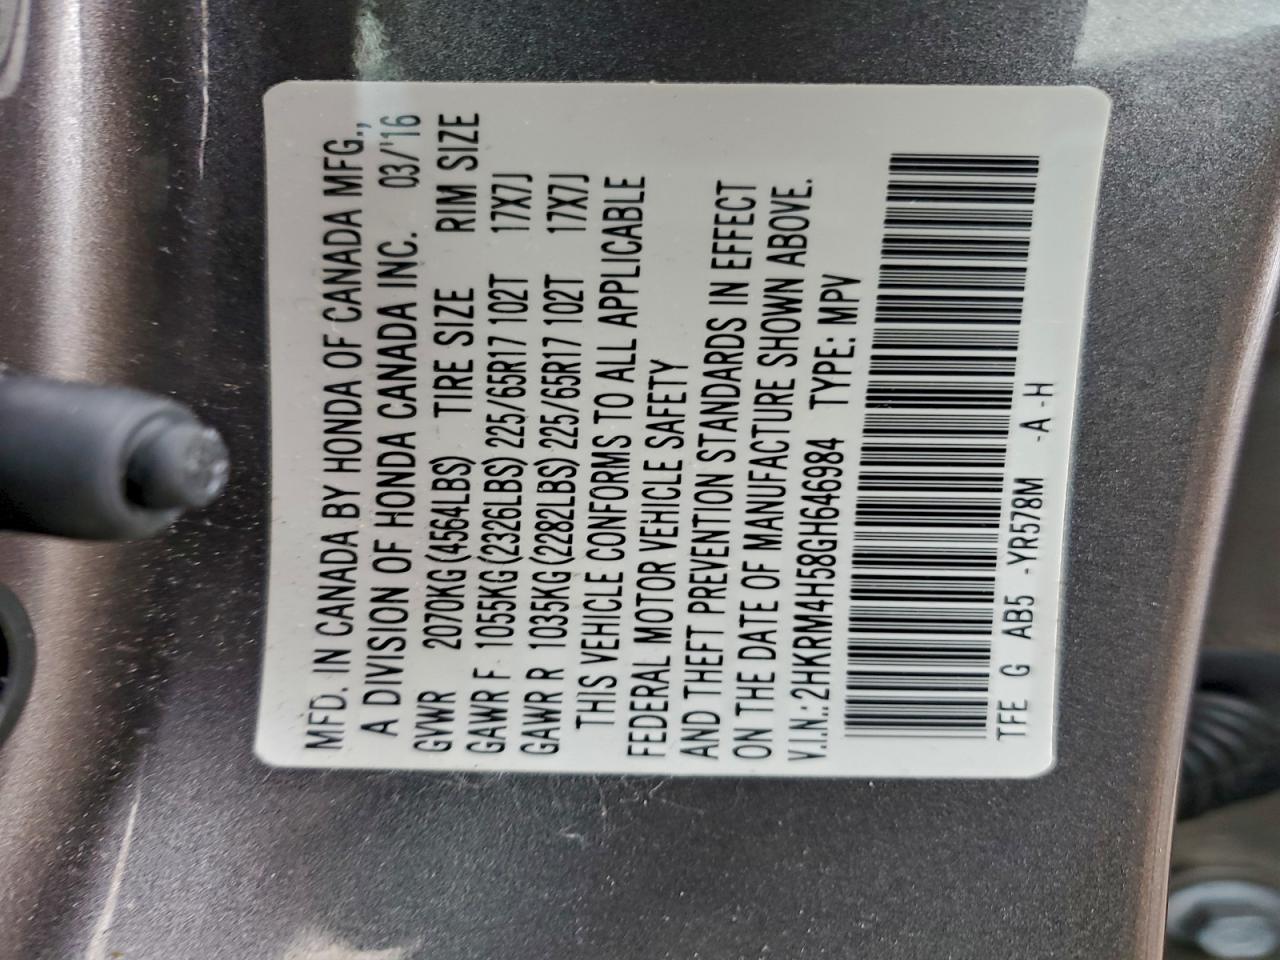 MFD. IN CANADA BY HONDA OF CANADA MFG.,
A DIVISION OF HONDA CANADA INC. 03/'16
GVWR 2070KG(4564LBS) TIRE SIZE RIM SIZE
GAWR F 1055KG(2326LBS) 225/65R17 102T 17X7J
GAWR R 1035KG(2282LBS) 225/65R17 102T 17X7J
THIS VEHICLE CONFORMS TO ALL APPLICABLE
FEDERAL MOTOR VEHICLE SAFETY
AND THEFT PREVENTION STANDARDS IN EFFECT
ON THE DATE OF MANUFACTURE SHOWN ABOVE.
V.I.N.:2HKRM4H58GH646984 TYPE: MPV
TFE G AB5 -YR578M -A -H